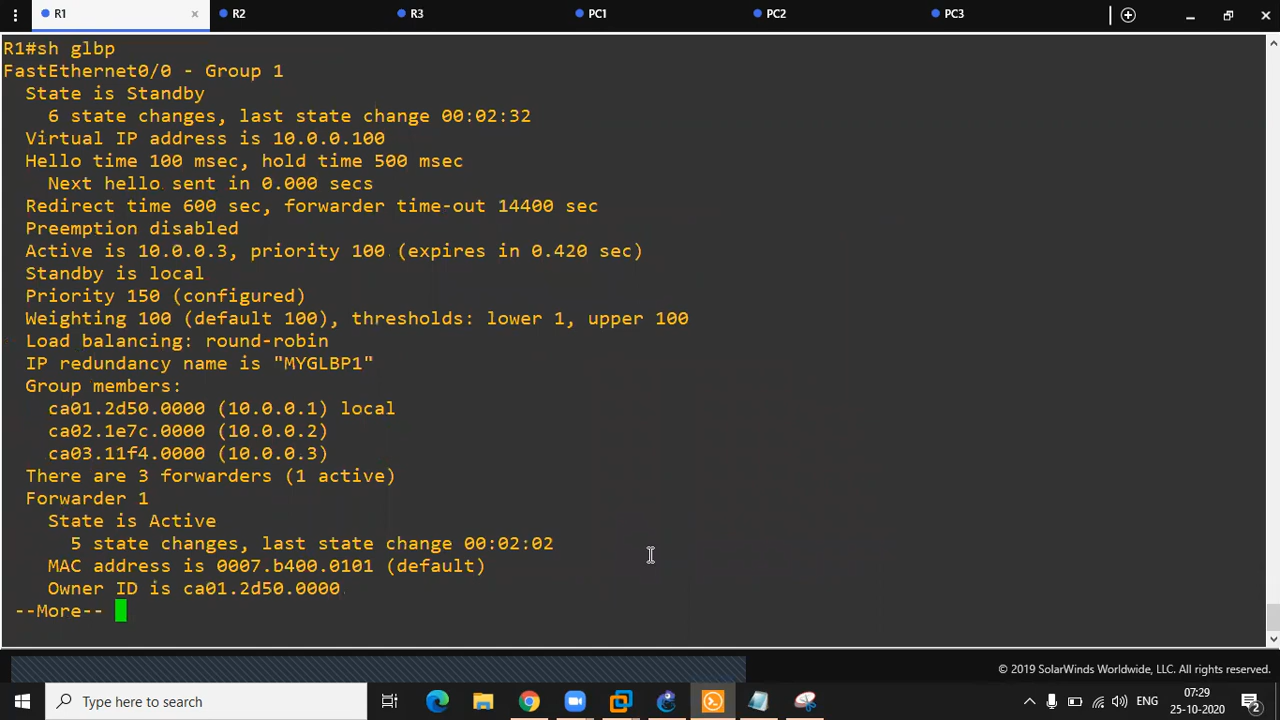 R1
R2
R3
PC1
PC2
PC3
R1#sh glbp
FastEthernet0/0 - Group 1
State is Standby
6 state changes, last state change 00:02:32
Virtual IP address is 10.0.0.100
Hello time 100 msec, hold time 500 msec
Next hello sent in 0.000 secs
Redirect time 600 sec, forwarder time-out 14400 sec
Preemption disabled
Active is 10.0.0.3, priority 100 (expires in 0.420 sec)
Standby is local
Priority 150 (configured)
Weighting 100 (default 100), thresholds: lower 1, upper 100
Load balancing: round-robin
IP redundancy name is "MYGLBP1"
Group members:
ca01.2d50.0000 (10.0.0.1) local
ca02.1e7c.0000 (10.0.0.2)
ca03.11f4.0000 (10.0.0.3)
There are 3 forwarders (1 active)
Forwarder 1
State is Active
5 state changes, last state change 00:02:02
MAC address is 0007.b400.0101 (default)
Owner ID is ca01.2d50.0000
--More--
© 2019 SolarWinds Worldwide, LLC. All rights reserved.
Type here to search
ENG
07:29
25-10-2020
2